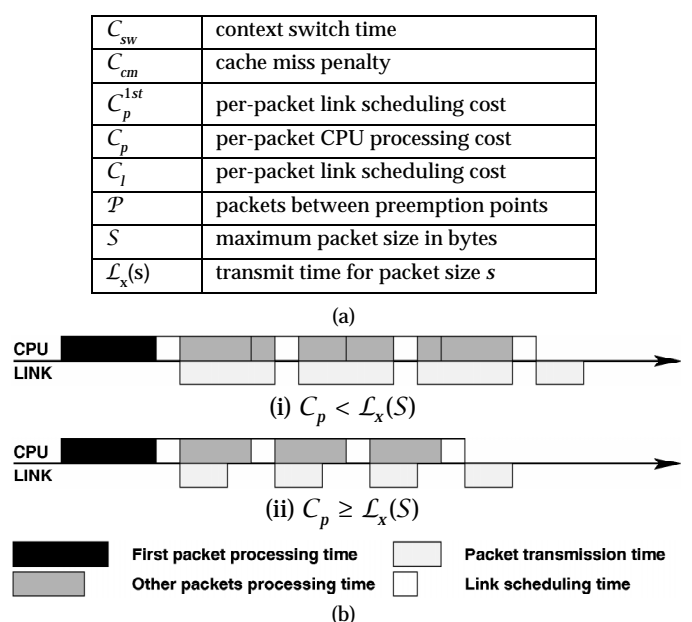 C_sw context switch time
C_cm cache miss penalty
C_p^1st per-packet link scheduling cost
C_p per-packet CPU processing cost
C_l per-packet link scheduling cost
𝒫 packets between preemption points
S maximum packet size in bytes
ℒ_x(s) transmit time for packet size s
(a)
CPU
LINK
(i) C_p < ℒ_x(S)
CPU
LINK
(ii) C_p ≥ ℒ_x(S)
First packet processing time Packet transmission time
Other packets processing time Link scheduling time
(b)